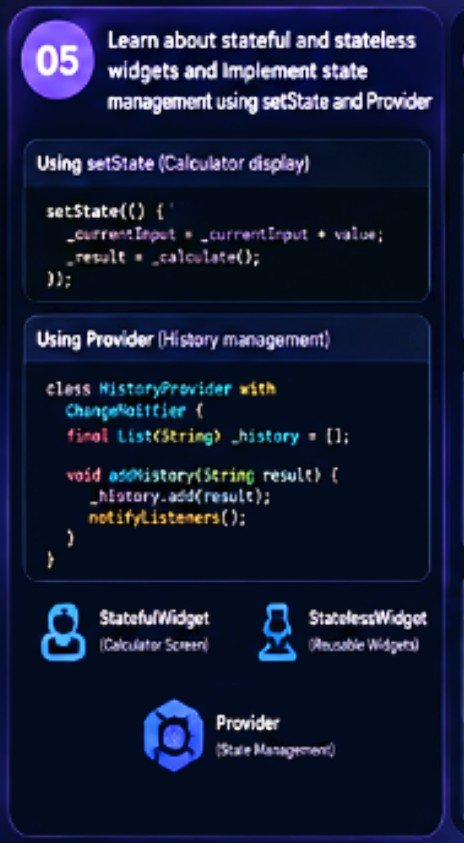 05
Learn about stateful and stateless
widgets and Implement state
management using setState and Provider
Using setState (Calculator display)
setState(() {
_currentInput = _currentInput + value;
_result = _calculate();
});
Using Provider (History management)
class HistoryProvider with
ChangeNotifier {
final List(String) _history = [];
void addHistory(String result) {
_history.add(result);
notifyListeners();
}
}
StatefulWidget
(Calculator Screen)
StatelessWidget
(Reusable Widgets)
Provider
(State Management)